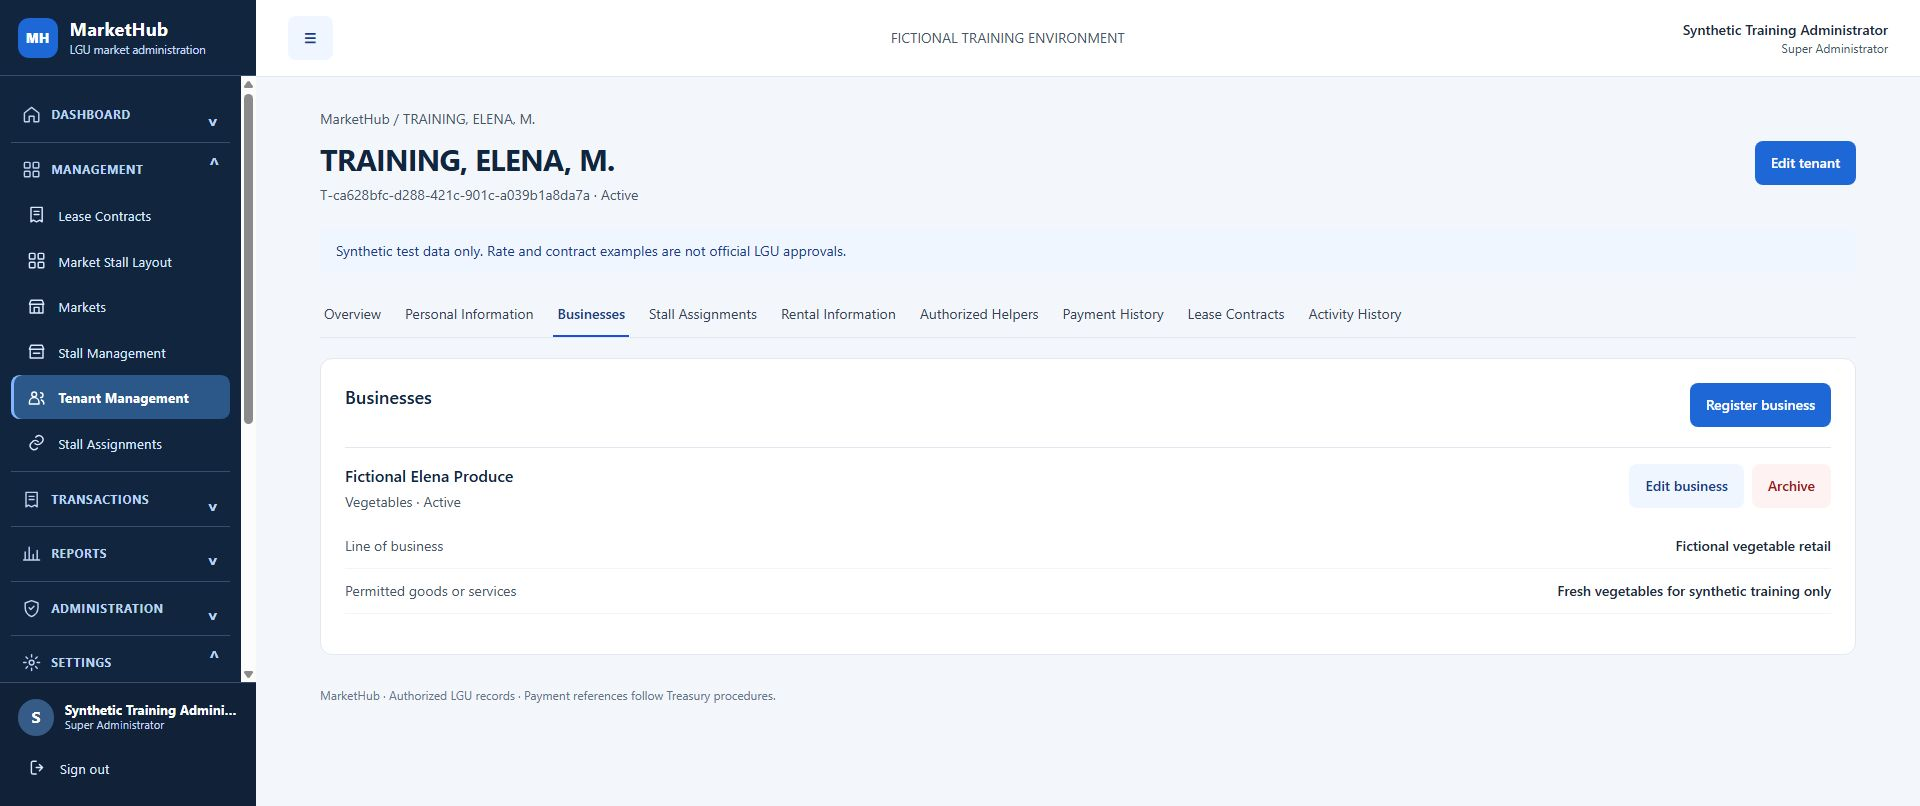 MH
MarketHub
LGU market administration
DASHBOARD
MANAGEMENT
Lease Contracts
Market Stall Layout
Markets
Stall Management
Tenant Management
Stall Assignments
TRANSACTIONS
REPORTS
ADMINISTRATION
SETTINGS
S
Synthetic Training Admini...
Super Administrator
Sign out
FICTIONAL TRAINING ENVIRONMENT
Synthetic Training Administrator
Super Administrator
MarketHub / TRAINING, ELENA, M.
TRAINING, ELENA, M.
T-ca628bfc-d288-421c-901c-a039b1a8da7a · Active
Edit tenant
Synthetic test data only. Rate and contract examples are not official LGU approvals.
Overview Personal Information Businesses Stall Assignments Rental Information Authorized Helpers Payment History Lease Contracts Activity History
Businesses
Register business
Fictional Elena Produce
Vegetables · Active
Edit business Archive
Line of business Fictional vegetable retail
Permitted goods or services Fresh vegetables for synthetic training only
MarketHub · Authorized LGU records · Payment references follow Treasury procedures.